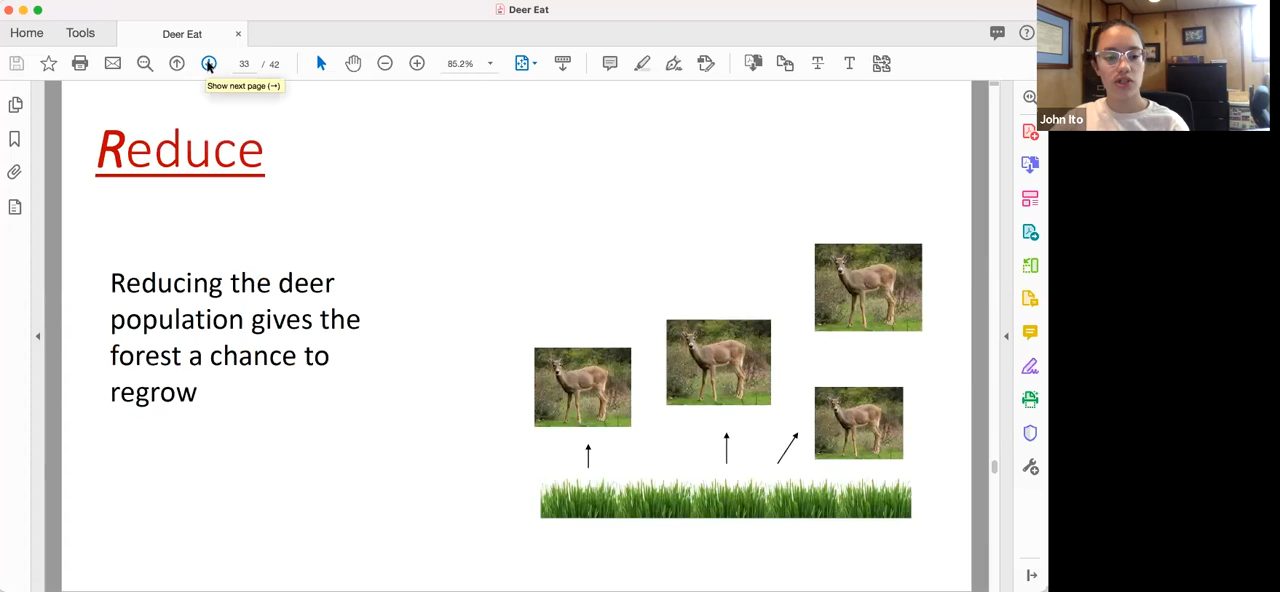 Deer Eat
Home
Tools
Deer Eat
33 / 42
85.2%
Show next page (→)
John Ito
Reduce
Reducing the deer
population gives the
forest a chance to
regrow